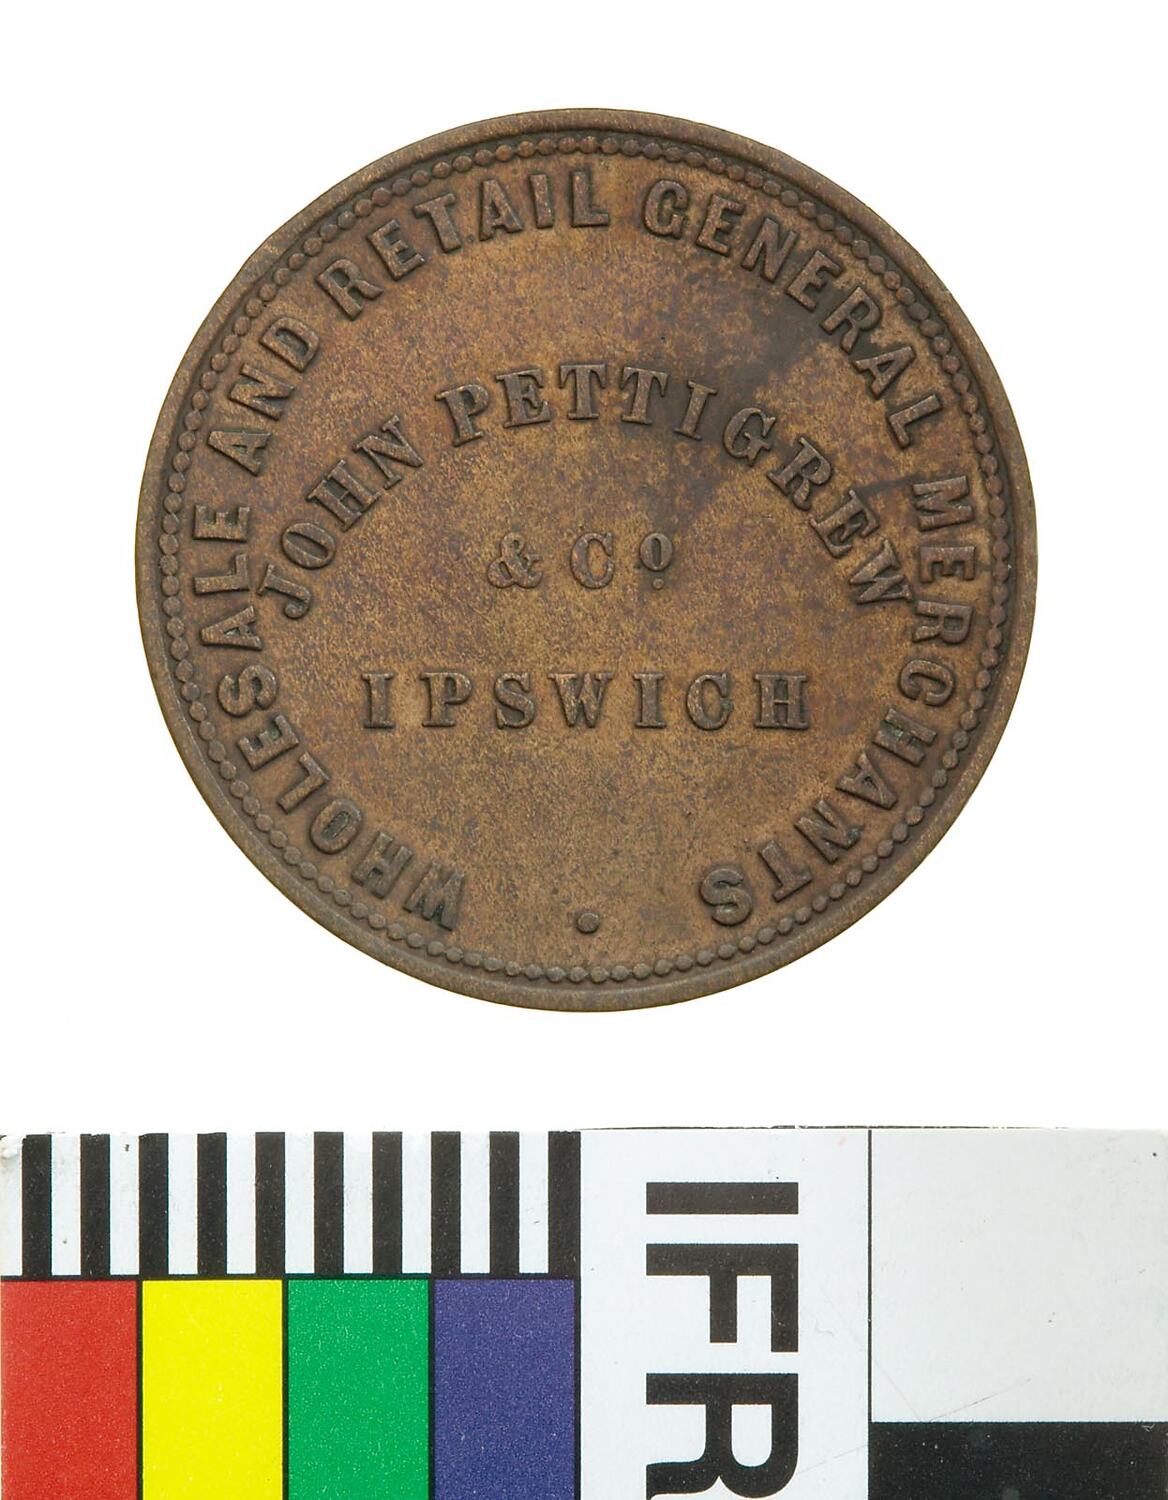 WHOLESALE AND RETAIL GENERAL MERCHANTS
JOHN PETTIGREW
& Cº
IPSWICH
IFR